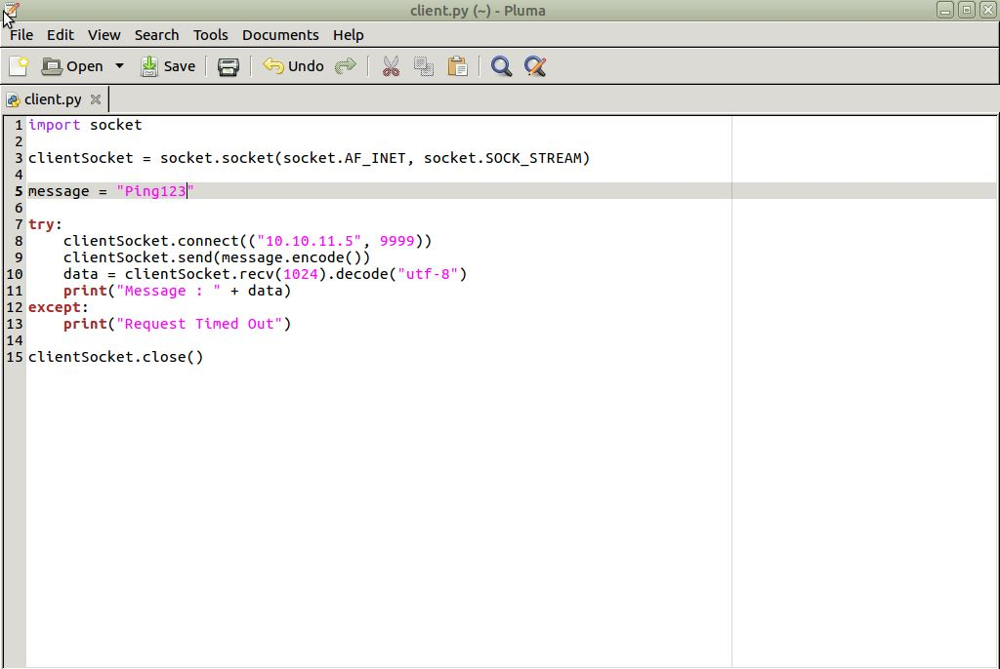 client.py (~) - Pluma
File Edit View Search Tools Documents Help
Open Save Undo
client.py
1 import socket
2
3 clientSocket = socket.socket(socket.AF_INET, socket.SOCK_STREAM)
4
5 message = "Ping123"
6
7 try:
8     clientSocket.connect(("10.10.11.5", 9999))
9     clientSocket.send(message.encode())
10     data = clientSocket.recv(1024).decode("utf-8")
11     print("Message : " + data)
12 except:
13     print("Request Timed Out")
14
15 clientSocket.close()